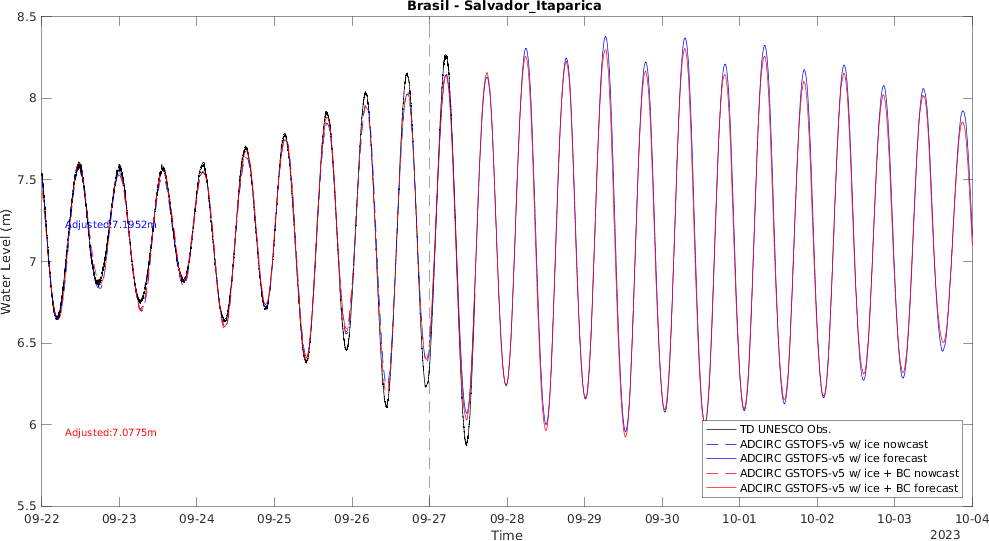 Brasil - Salvador_Itaparica
8.5
8
7.5
7
6.5
6
5.5
Water Level (m)
Adjusted:7.1952m
Adjusted:7.0775m
TD UNESCO Obs.
ADCIRC GSTOFS-v5 w/ ice nowcast
ADCIRC GSTOFS-v5 w/ ice forecast
ADCIRC GSTOFS-v5 w/ ice + BC nowcast
ADCIRC GSTOFS-v5 w/ ice + BC forecast
09-22 09-23 09-24 09-25 09-26 09-27 09-28 09-29 09-30 10-01 10-02 10-03 10-04
Time
2023